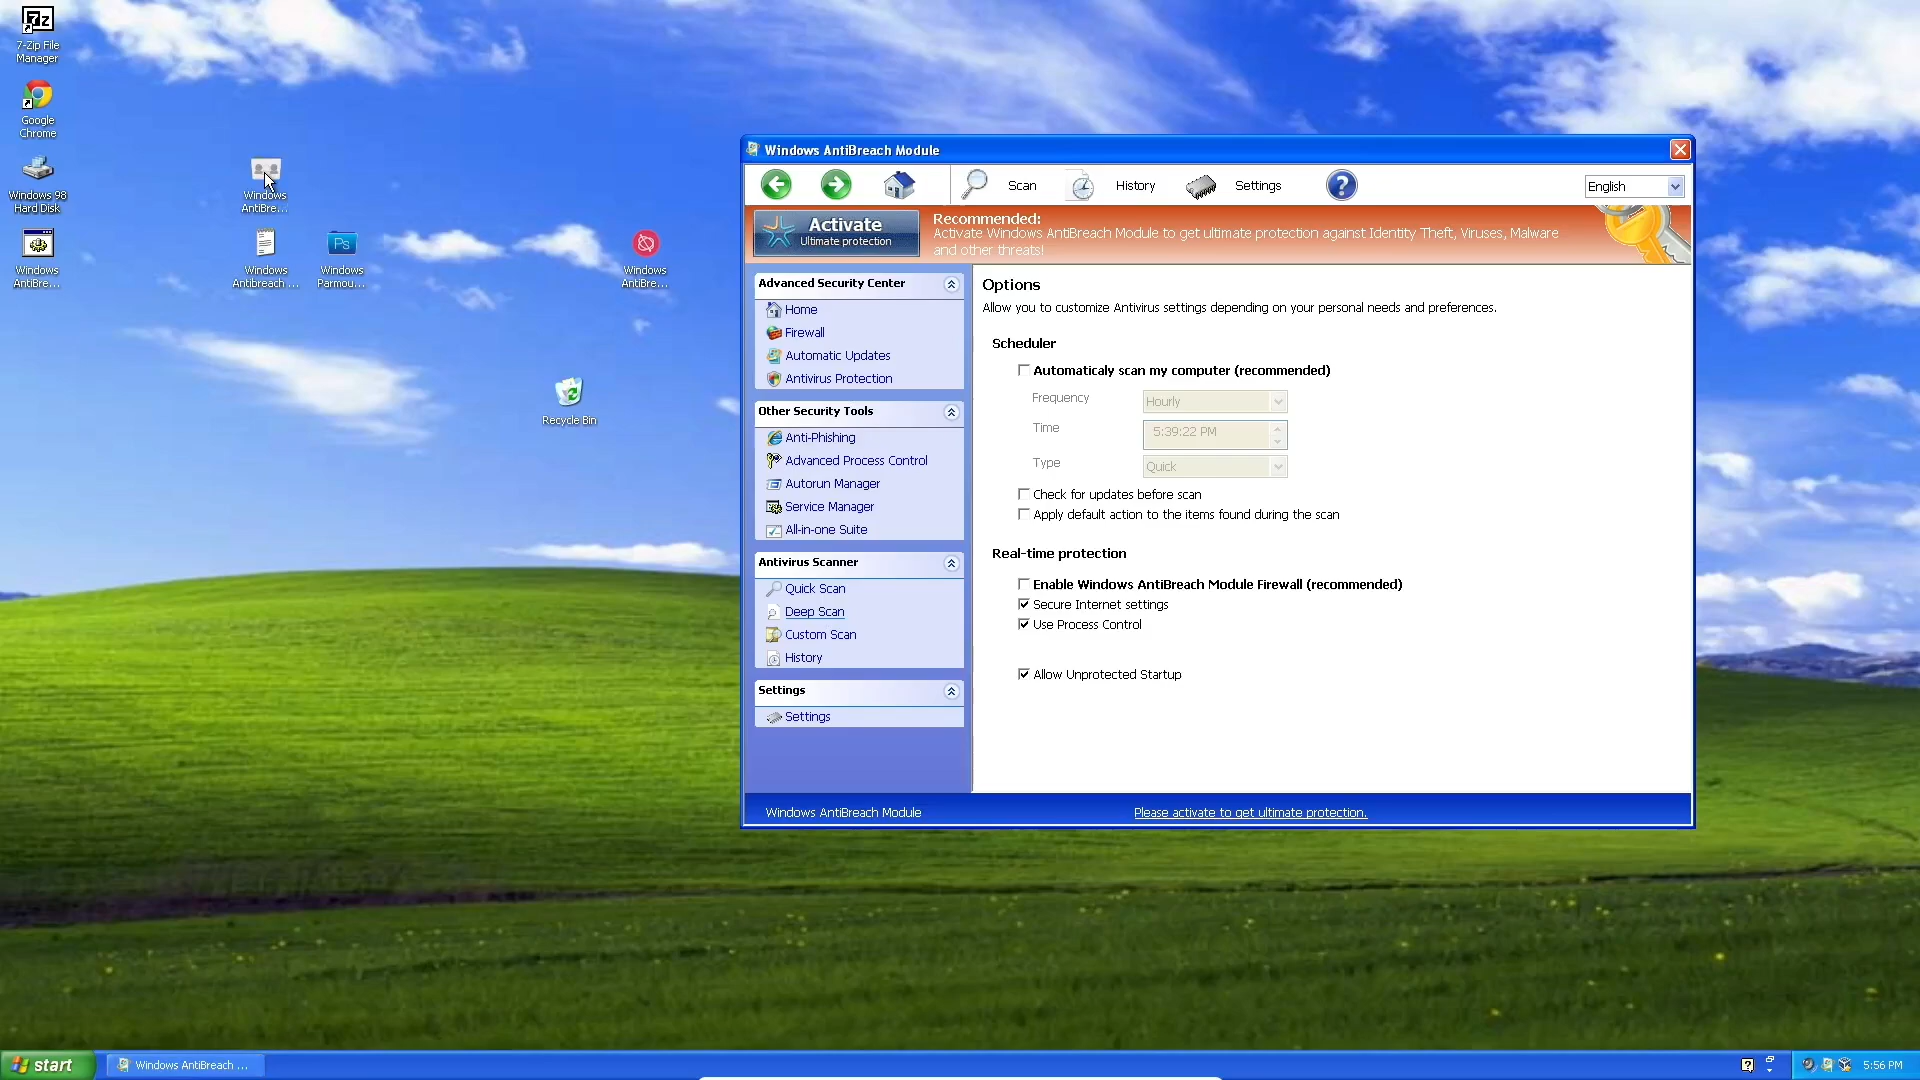 7-Zip File
Manager
Google
Chrome
Windows 98
Hard Disk
Windows
AntiBre...
Windows
AntiBre...
Windows
Antibreach ...
Ps
Windows
Parmou...
Windows
AntiBre...
Recycle Bin
Windows AntiBreach Module
Scan
History
Settings
?
English
Activate
Ultimate protection
Recommended:
Activate Windows AntiBreach Module to get ultimate protection against Identity Theft, Viruses, Malware
and other threats!
Advanced Security Center
Home
Firewall
Automatic Updates
Antivirus Protection
Other Security Tools
Anti-Phishing
Advanced Process Control
Autorun Manager
Service Manager
All-in-one Suite
Antivirus Scanner
Quick Scan
Deep Scan
Custom Scan
History
Settings
Settings
Options
Allow you to customize Antivirus settings depending on your personal needs and preferences.
Scheduler
Automaticaly scan my computer (recommended)
Frequency
Hourly
Time
5:39:22 PM
Type
Quick
Check for updates before scan
Apply default action to the items found during the scan
Real-time protection
Enable Windows AntiBreach Module Firewall (recommended)
Secure Internet settings
Use Process Control
Allow Unprotected Startup
Windows AntiBreach Module
Please activate to get ultimate protection.
start
Windows AntiBreach ...
?
5:56 PM